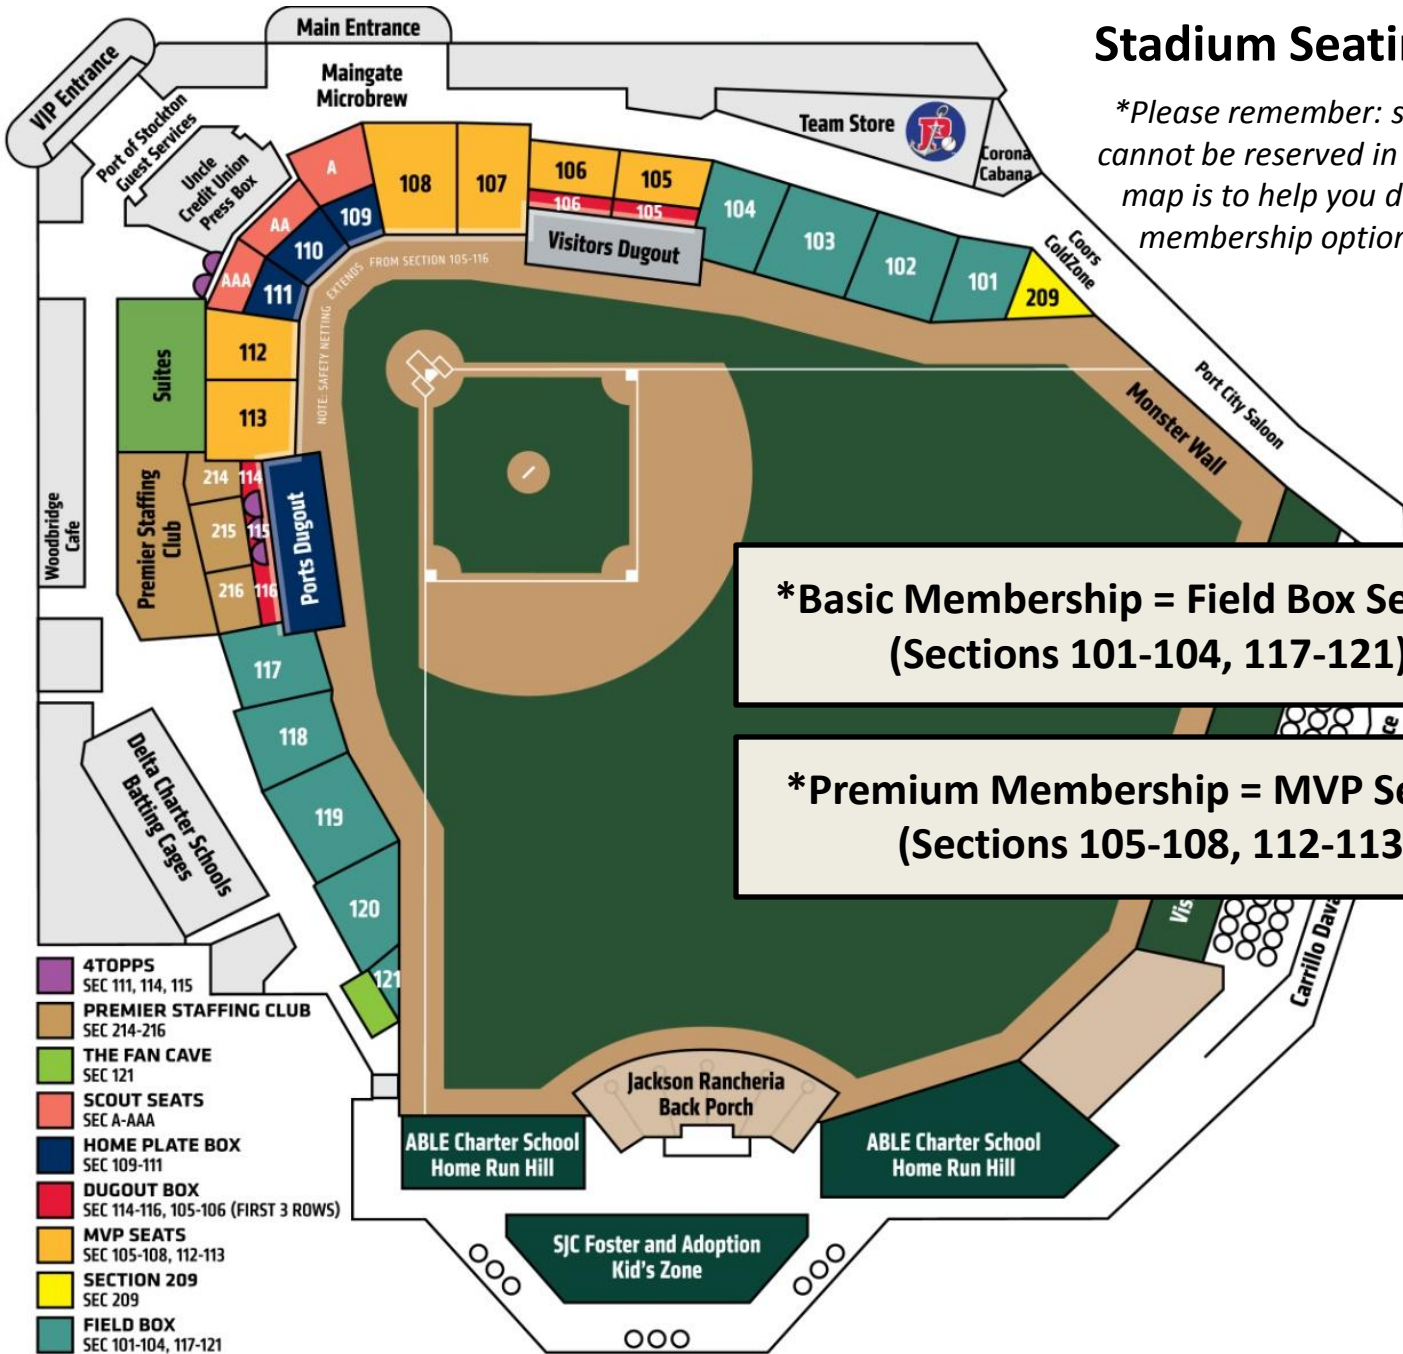 Main Entrance
VIP Entrance
Maingate
Microbrew
Port of Stockton
Guest Services
Uncle
Credit Union
Press Box
Team Store
Corona
Cabana
*Please remember:
cannot be reserved in
map is to help you
membership
Stadium
A
AA
AAA
108
107
106
105
106
105
104
103
102
101
209
109
110
111
Visitors Dugout
Coors
ColdZone
NOTE: SAFETY NETTING EXTENDS FROM SECTION 105-116
Suites
112
113
Port City Saloon
Monster Wall
Woodbridge
Cafe
Premier Staffing
Club
214
114
215
115
216
116
Ports Dugout
117
118
119
120
121
*Basic Membership = Field Box
(Sections 101-104, 117-121)
*Premium Membership = MVP
(Sections 105-108, 112-113
Delta Charter Schools
Batting Cages
Carrillo
Jackson Rancheria
Back Porch
ABLE Charter School
Home Run Hill
ABLE Charter School
Home Run Hill
SJC Foster and Adoption
Kid's Zone
4TOPPS
SEC 111, 114, 115
PREMIER STAFFING CLUB
SEC 214-216
THE FAN CAVE
SEC 121
SCOUT SEATS
SEC A-AAA
HOME PLATE BOX
SEC 109-111
DUGOUT BOX
SEC 114-116, 105-106 (FIRST 3 ROWS)
MVP SEATS
SEC 105-108, 112-113
SECTION 209
SEC 209
FIELD BOX
SEC 101-104, 117-121